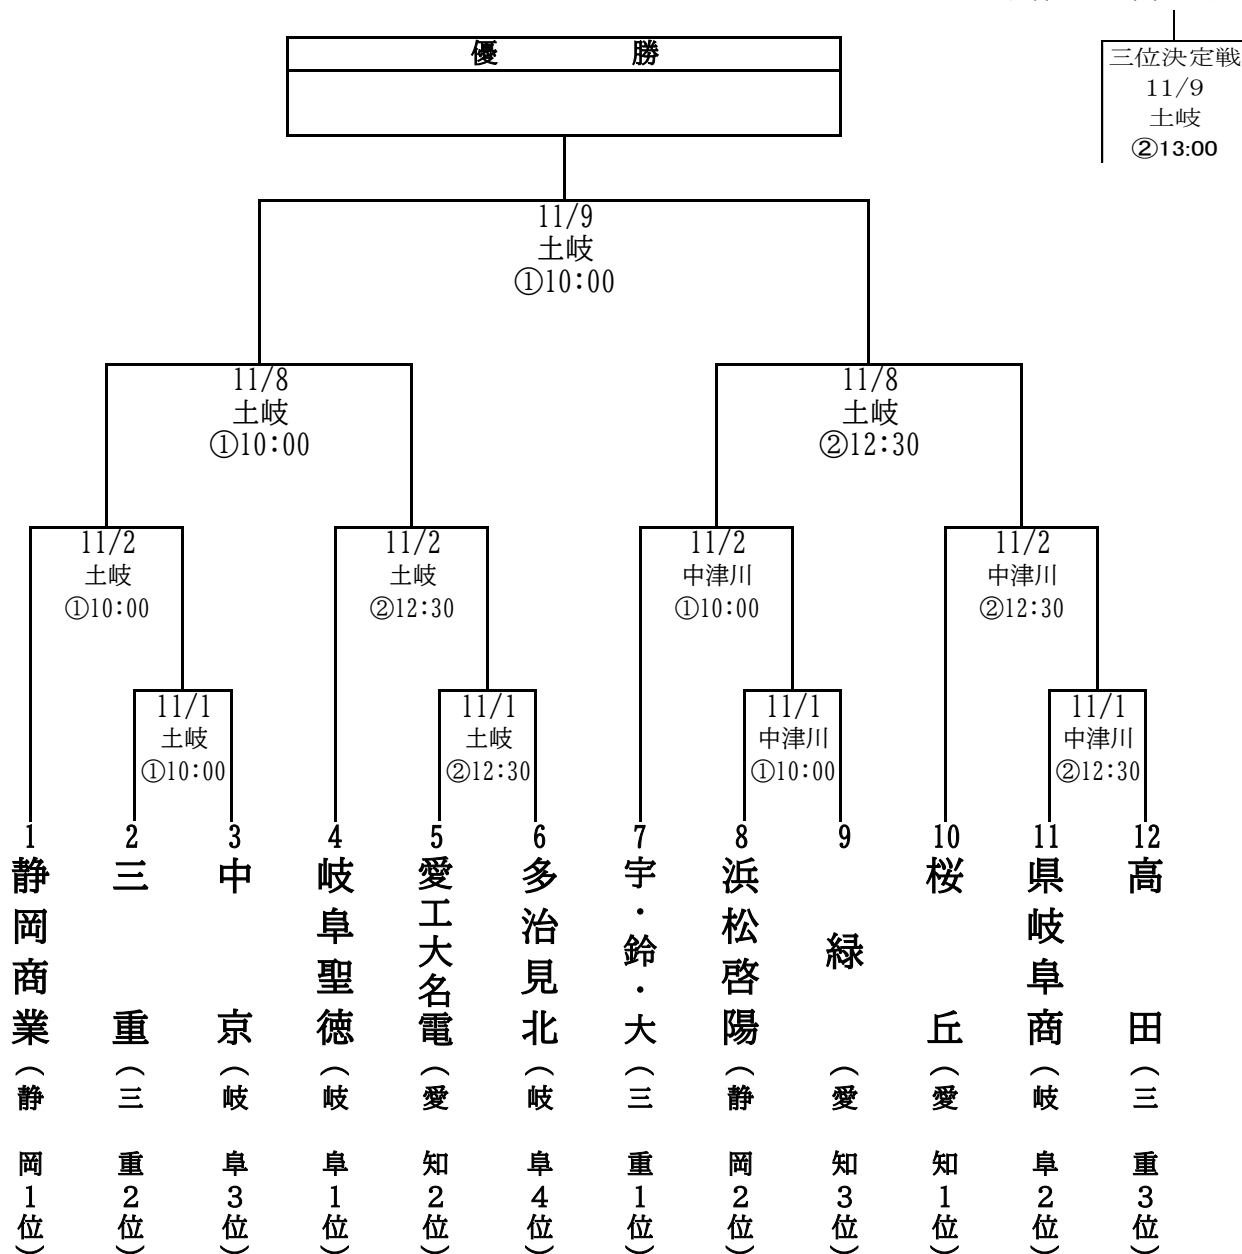 優勝
三位決定戦
11/9
土岐
②13:00
11/9
土岐
①10:00
11/8
土岐
①10:00
11/8
土岐
②12:30
11/2
土岐
①10:00
11/2
土岐
②12:30
11/2
中津川
①10:00
11/2
中津川
②12:30
11/1
土岐
①10:00
11/1
土岐
②12:30
11/1
中津川
①10:00
11/1
中津川
②12:30
1
静岡商業(静岡1位)
2
三重(三重2位)
3
中京(岐阜3位)
4
岐阜聖徳(岐阜1位)
5
愛工大名電(愛知2位)
6
多治見北(岐阜4位)
7
宇・鈴・大(三重1位)
8
浜松啓陽(静岡2位)
9
緑(愛知3位)
10
桜丘(愛知1位)
11
県岐阜商(岐阜2位)
12
高田(三重3位)